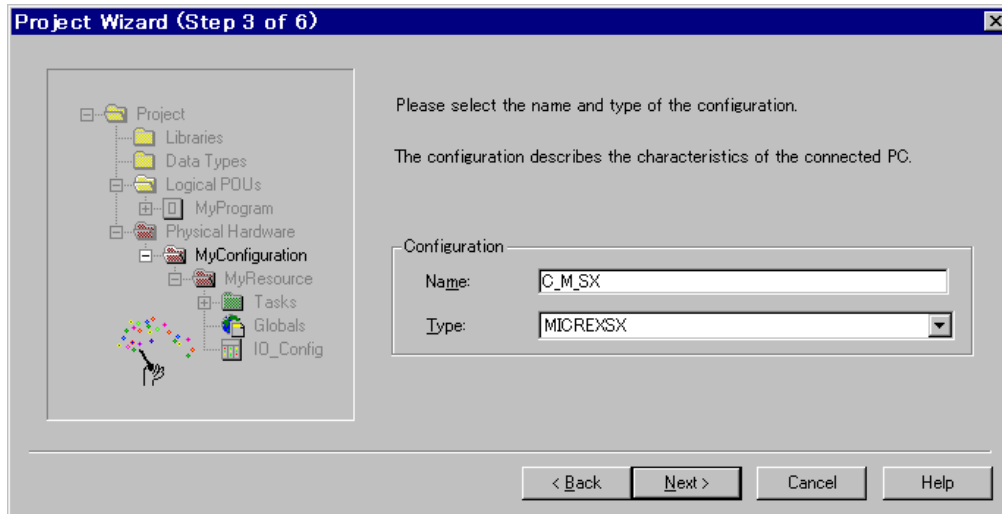 Project Wizard (Step 3 of 6)
Project
Libraries
Data Types
Logical POUs
MyProgram
Physical Hardware
MyConfiguration
MyResource
Tasks
Globals
IO_Config
Please select the name and type of the configuration.
The configuration describes the characteristics of the connected PC.
Configuration
Name: C_M_SX
Type: MICREXSX
< Back Next > Cancel Help